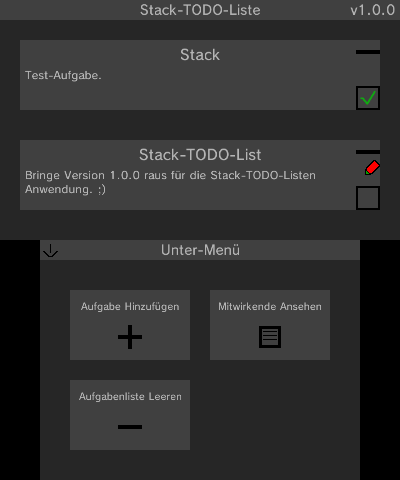 Stack-TODO-Liste
v1.0.0
Stack
Test-Aufgabe.
Stack-TODO-List
Bringe Version 1.0.0 raus für die Stack-TODO-Listen
Anwendung. ;)
Unter-Menü
Aufgabe Hinzufügen
Mitwirkende Ansehen
Aufgabenliste Leeren